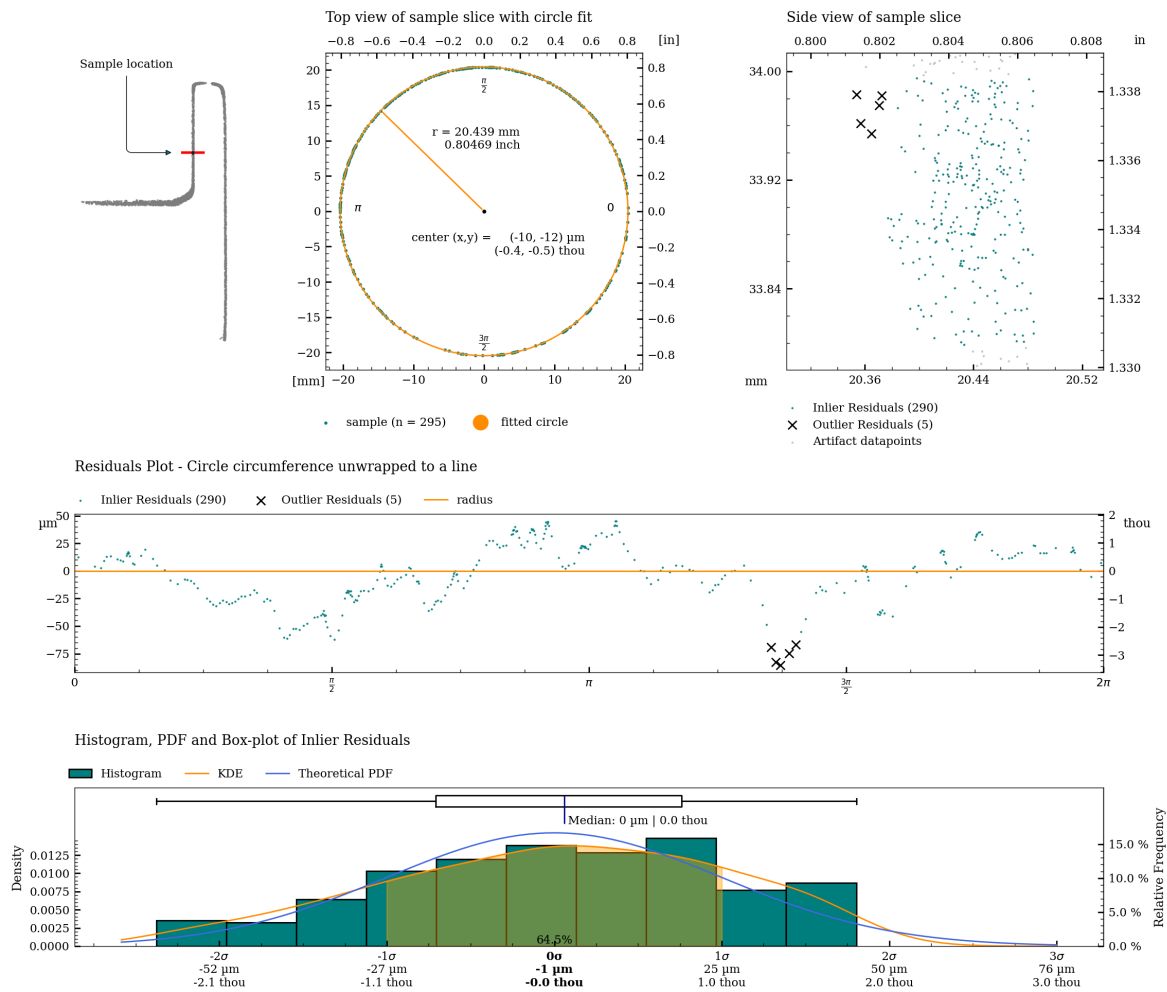 Top view of sample slice with circle fit
Side view of sample slice
−0.8 −0.6 −0.4 −0.2 0.0 0.2 0.4 0.6 0.8 [in]
0.800 0.802 0.804 0.806 0.808 in
Sample location
20
15
10
5
0
−5
−10
−15
−20
0.8
0.6
0.4
0.2
0.0
−0.2
−0.4
−0.6
−0.8
π/2
r = 20.439 mm
0.80469 inch
π
0
center (x,y) = (-10, -12) µm
(-0.4, -0.5) thou
3π/2
[mm] −20 −10 0 10 20
34.00
33.92
33.84
1.338
1.336
1.334
1.332
1.330
mm 20.36 20.44 20.52
sample (n = 295) fitted circle
Inlier Residuals (290)
Outlier Residuals (5)
Artifact datapoints
Residuals Plot - Circle circumference unwrapped to a line
Inlier Residuals (290) Outlier Residuals (5) radius
µm
50
25
0
−25
−50
−75
thou
2
1
0
−1
−2
−3
0 π/2 π 3π/2 2π
Histogram, PDF and Box-plot of Inlier Residuals
Histogram KDE Theoretical PDF
Median: 0 µm | 0.0 thou
Density
0.0125
0.0100
0.0075
0.0050
0.0025
0.0000
Relative Frequency
15.0 %
10.0 %
5.0 %
0.0 %
64.5%
-2σ -1σ 0σ 1σ 2σ 3σ
-52 µm -27 µm -1 µm 25 µm 50 µm 76 µm
-2.1 thou -1.1 thou -0.0 thou 1.0 thou 2.0 thou 3.0 thou